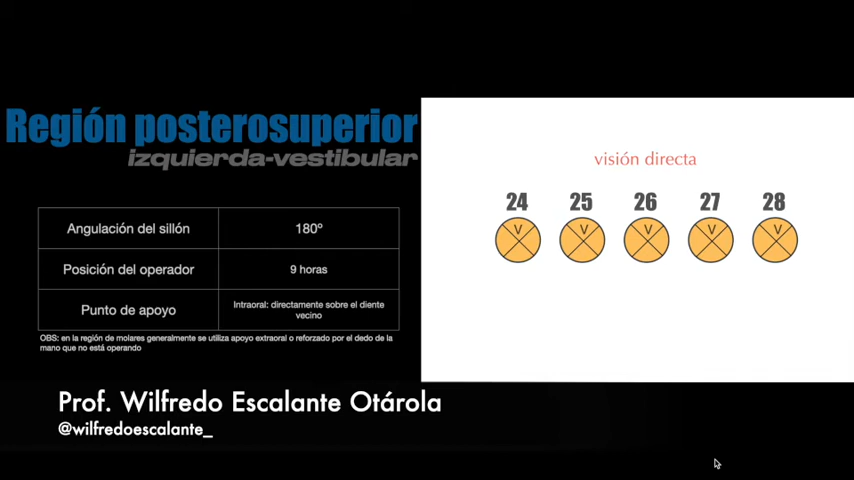 Región posterosuperior
izquierda-vestibular
Angulación del sillón
180º
Posición del operador
9 horas
Punto de apoyo
Intraoral: directamente sobre el diente
vecino
OBS: en la región de molares generalmente se utiliza apoyo extraoral o reforzado por el dedo de la
mano que no está operando
visión directa
24 25 26 27 28
V V V V V
Prof. Wilfredo Escalante Otárola
@wilfredoescalante_